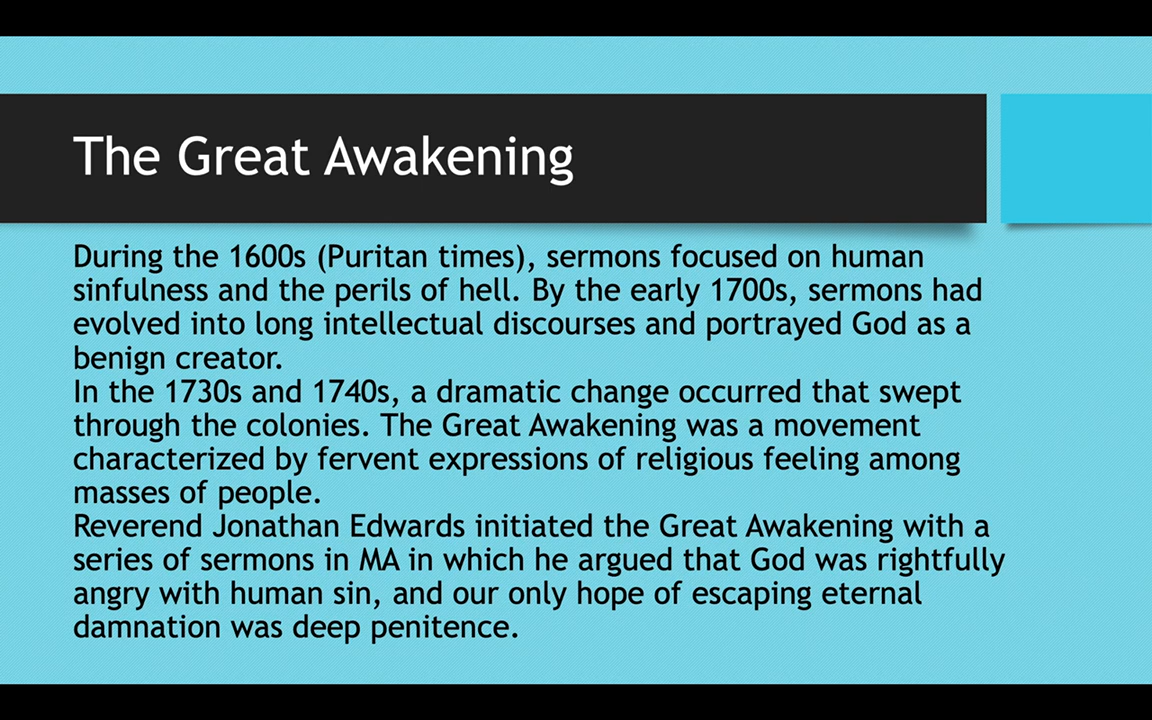 The Great Awakening
During the 1600s (Puritan times), sermons focused on human
sinfulness and the perils of hell. By the early 1700s, sermons had
evolved into long intellectual discourses and portrayed God as a
benign creator.
In the 1730s and 1740s, a dramatic change occurred that swept
through the colonies. The Great Awakening was a movement
characterized by fervent expressions of religious feeling among
masses of people.
Reverend Jonathan Edwards initiated the Great Awakening with a
series of sermons in MA in which he argued that God was rightfully
angry with human sin, and our only hope of escaping eternal
damnation was deep penitence.